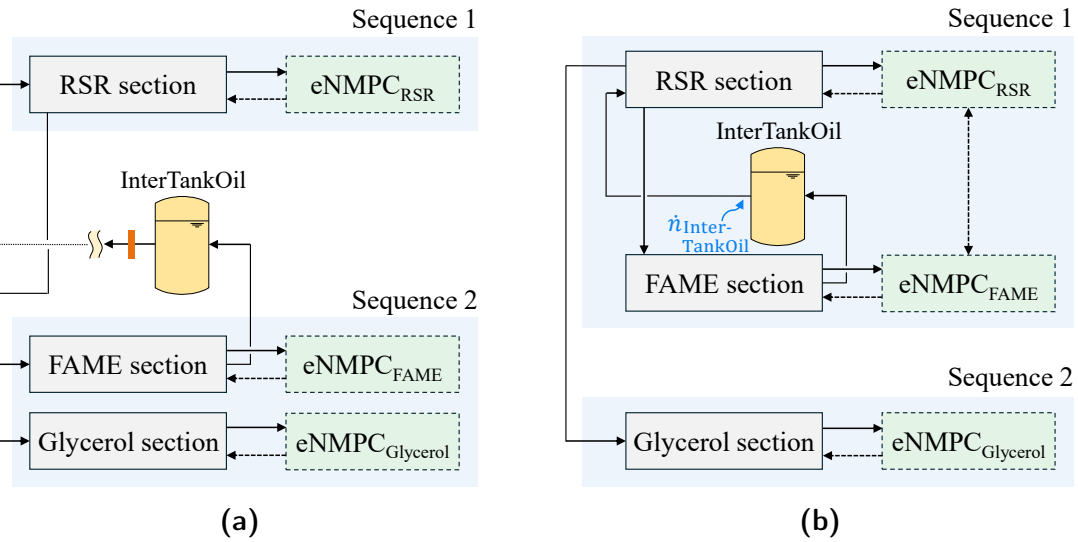 Sequence 1
RSR section
eNMPC_RSR
InterTankOil
Sequence 2
FAME section
eNMPC_FAME
Glycerol section
eNMPC_Glycerol
(a)
Sequence 1
RSR section
eNMPC_RSR
InterTankOil
ṅ_Inter-
TankOil
FAME section
eNMPC_FAME
Sequence 2
Glycerol section
eNMPC_Glycerol
(b)